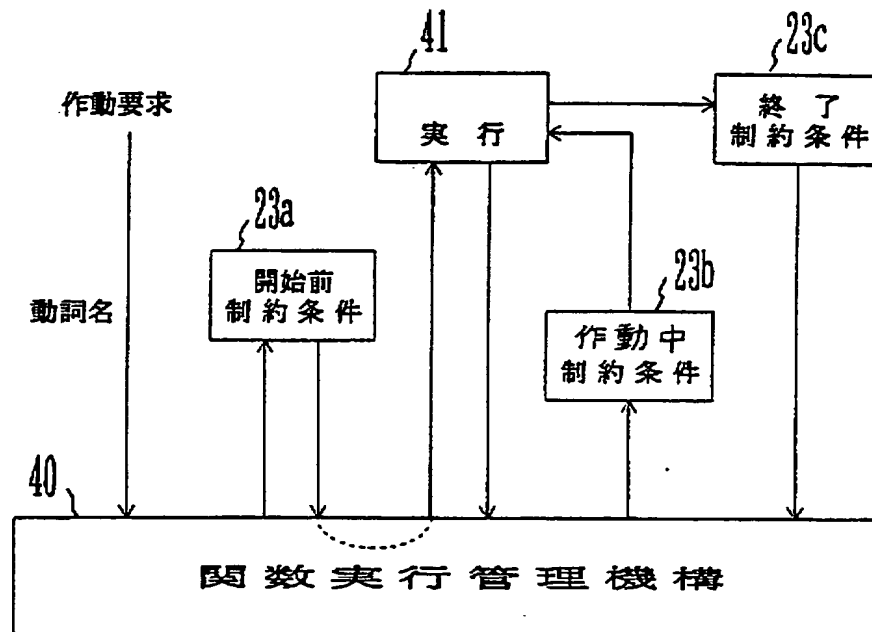 41
23c
作動要求
実行
終了
制約条件
23a
開始前
制約条件
23b
動詞名
作動中
制約条件
40
関数実行管理機構